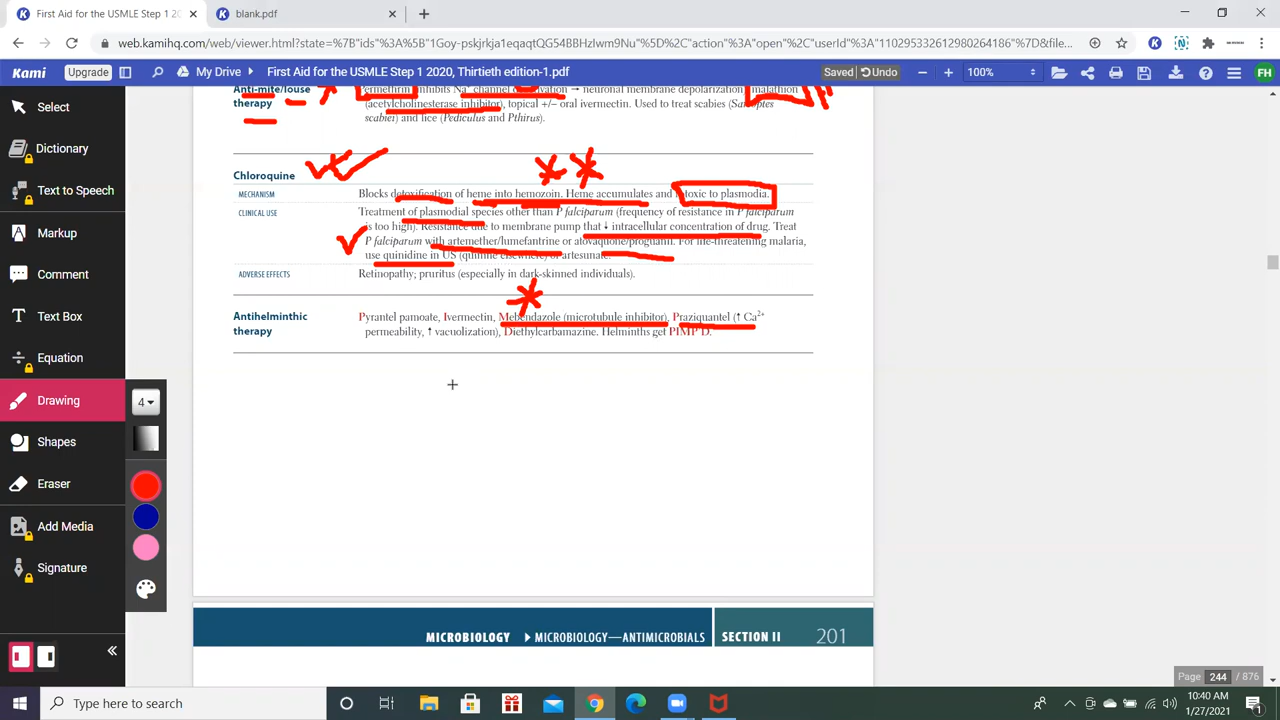 First Aid for the USMLE Step 1 20
blank.pdf
web.kamihq.com/web/viewer.html?state=%7B"ids"%3A%5B"1Goy-pskjrkja1eqaqtQG54BBHzIwm9Nu"%5D%2C"action"%3A"open"%2C"userId"%3A"110295332612980264186"%7D&file...
Kami
Upgrade
My Drive
First Aid for the USMLE Step 1 2020, Thirtieth edition-1.pdf
100%
Saved
Undo
FH
Select
Dictionary
Text to Speech
Markup
Comment
Text Box
Equation
Drawing
Shapes
Eraser
Add Media
Signature
4
Anti-mite/louse therapy
Permethrin inhibits Na+ channel → neuronal membrane depolarization malathion
(acetylcholinesterase inhibitor), topical +/− oral ivermectin. Used to treat scabies (Sarcoptes
scabiei) and lice (Pediculus and Pthirus).
Chloroquine
MECHANISM
Blocks detoxification of heme into hemozoin. Heme accumulates and toxic to plasmodia.
CLINICAL USE
Treatment of plasmodial species other than P falciparum (frequency of resistance in P falciparum
is too high). Resistance due to membrane pump that ↓ intracellular concentration of drug. Treat
P falciparum with artemether/lumefantrine or atovaquone/proguanil. For life-threatening malaria,
use quinidine in US (quinine elsewhere) or artesunate.
ADVERSE EFFECTS
Retinopathy; pruritus (especially in dark-skinned individuals).
Antihelminthic
therapy
Pyrantel pamoate, Ivermectin, Mebendazole (microtubule inhibitor), Praziquantel (↑ Ca2+
permeability, ↑ vacuolization), Diethylcarbamazine. Helminths get PIMP D.
MICROBIOLOGY ▶ MICROBIOLOGY—ANTIMICROBIALS SECTION II 201
Page 244 / 876
Type here to search
10:40 AM
1/27/2021